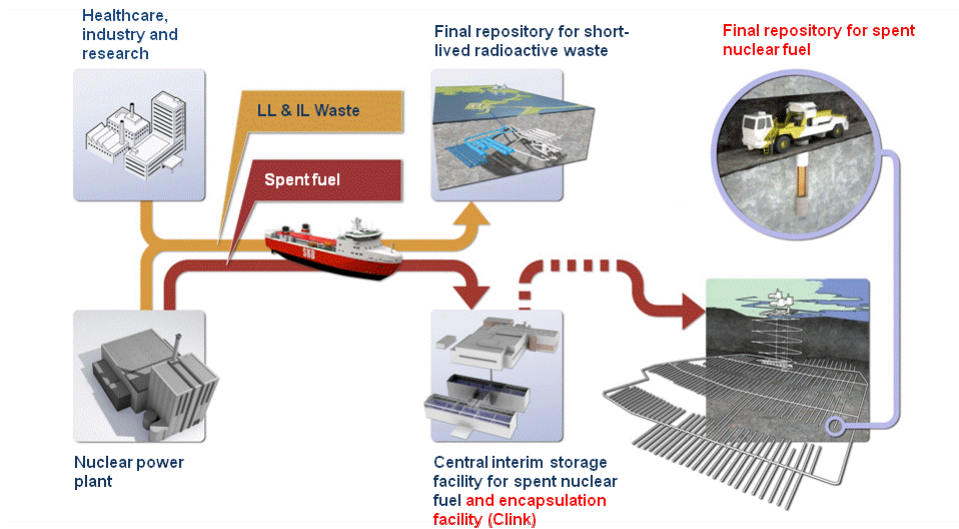 Healthcare,
industry and
research
Final repository for short-
lived radioactive waste
Final repository for spent
nuclear fuel
LL & IL Waste
Spent fuel
SKB
Nuclear power
plant
Central interim storage
facility for spent nuclear
fuel and encapsulation
facility (Clink)